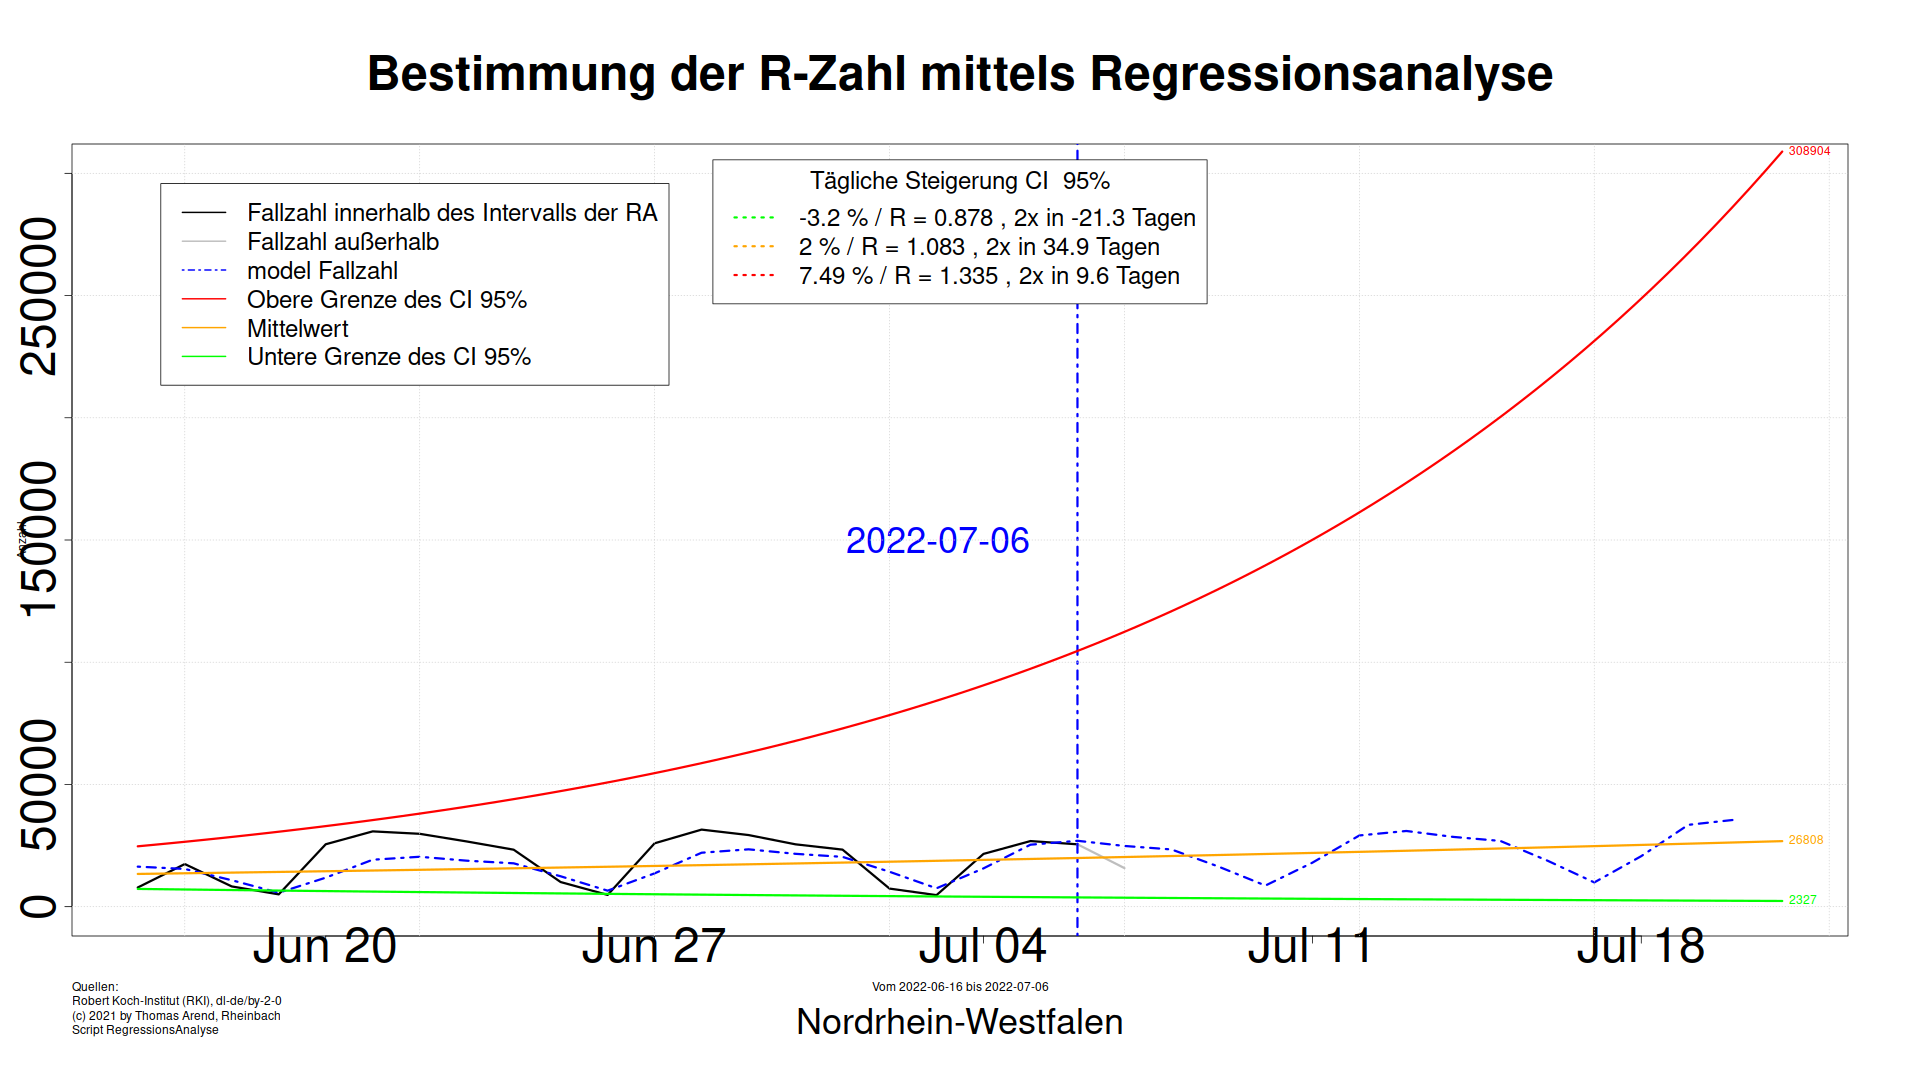 Bestimmung der R-Zahl mittels Regressionsanalyse
308904
Fallzahl innerhalb des Intervalls der RA
Fallzahl außerhalb
model Fallzahl
Obere Grenze des CI 95%
Mittelwert
Untere Grenze des CI 95%
Tägliche Steigerung CI 95%
-3.2 % / R = 0.878 , 2x in -21.3 Tagen
2 % / R = 1.083 , 2x in 34.9 Tagen
7.49 % / R = 1.335 , 2x in 9.6 Tagen
250000
150000
50000
0
Anzahl
2022-07-06
26808
2327
Jun 20
Jun 27
Jul 04
Jul 11
Jul 18
Quellen:
Robert Koch-Institut (RKI), dl-de/by-2-0
(c) 2021 by Thomas Arend, Rheinbach
Script RegressionsAnalyse
Vom 2022-06-16 bis 2022-07-06
Nordrhein-Westfalen